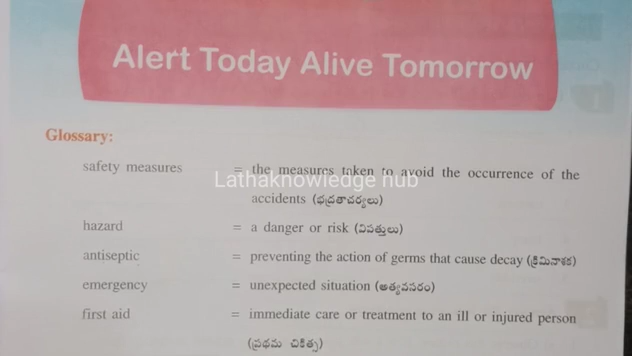 Alert Today Alive Tomorrow
Glossary:
safety measures = the measures taken to avoid the occurrence of the
accidents (భద్రతాచర్యలు)
Lathaknowledge hub
hazard = a danger or risk (విపత్తులు)
antiseptic = preventing the action of germs that cause decay (క్రిమినాశక)
emergency = unexpected situation (అత్యవసరం)
first aid = immediate care or treatment to an ill or injured person
(ప్రథమ చికిత్స)